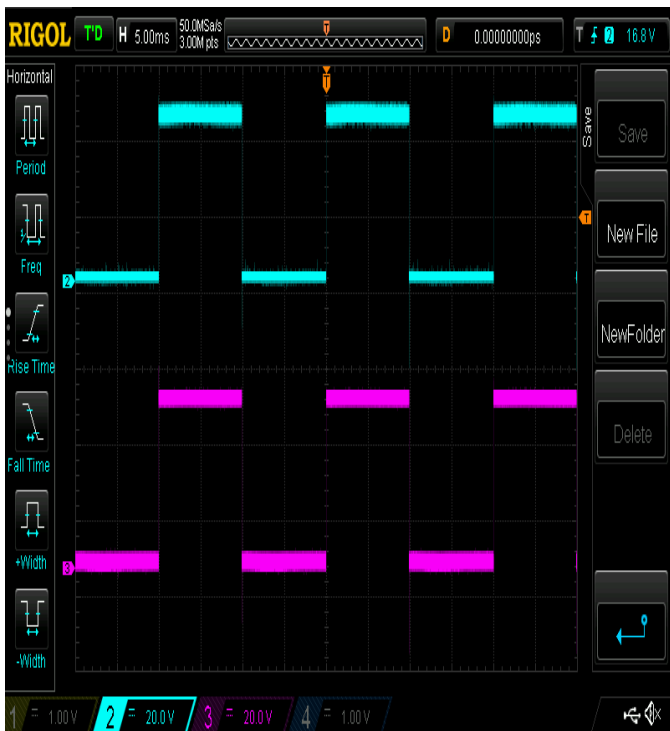 RIGOL T'D H 5.00ms 50.0MSa/s 3.00M pts D 0.00000000ps T 2 16.8 V
Horizontal
Period
Freq
Rise Time
Fall Time
+Width
-Width
T
2
T
3
Save
Save
New File
NewFolder
Delete
1 = 1.00 V 2 = 20.0 V 3 = 20.0 V 4 = 1.00 V